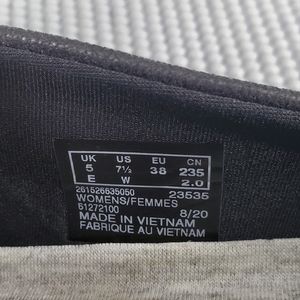 UK US EU CN
5 7½ 38 235
E W 2.0
261526635050 23535
WOMENS/FEMMES
61272100 8/20
MADE IN VIETNAM
FABRIQUE AU VIETNAM